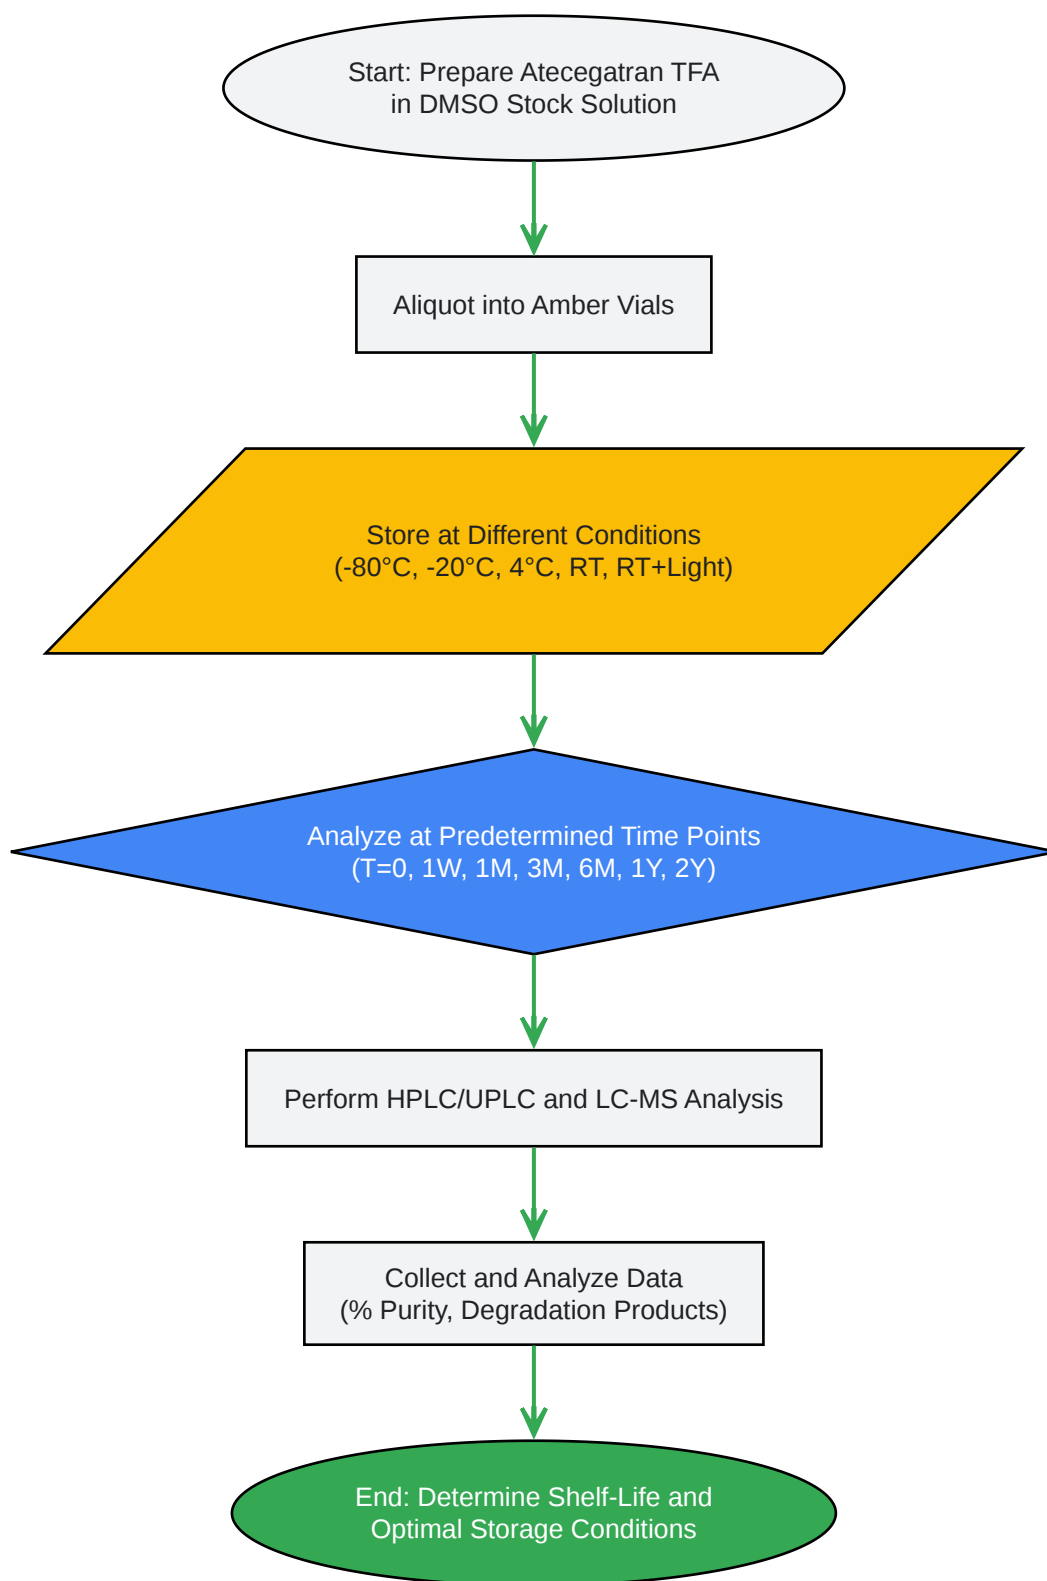 Start: Prepare Atecegatran TFA
in DMSO Stock Solution
Aliquot into Amber Vials
Store at Different Conditions
(-80°C, -20°C, 4°C, RT, RT+Light)
Analyze at Predetermined Time Points
(T=0, 1W, 1M, 3M, 6M, 1Y, 2Y)
Perform HPLC/UPLC and LC-MS Analysis
Collect and Analyze Data
(% Purity, Degradation Products)
End: Determine Shelf-Life and
Optimal Storage Conditions